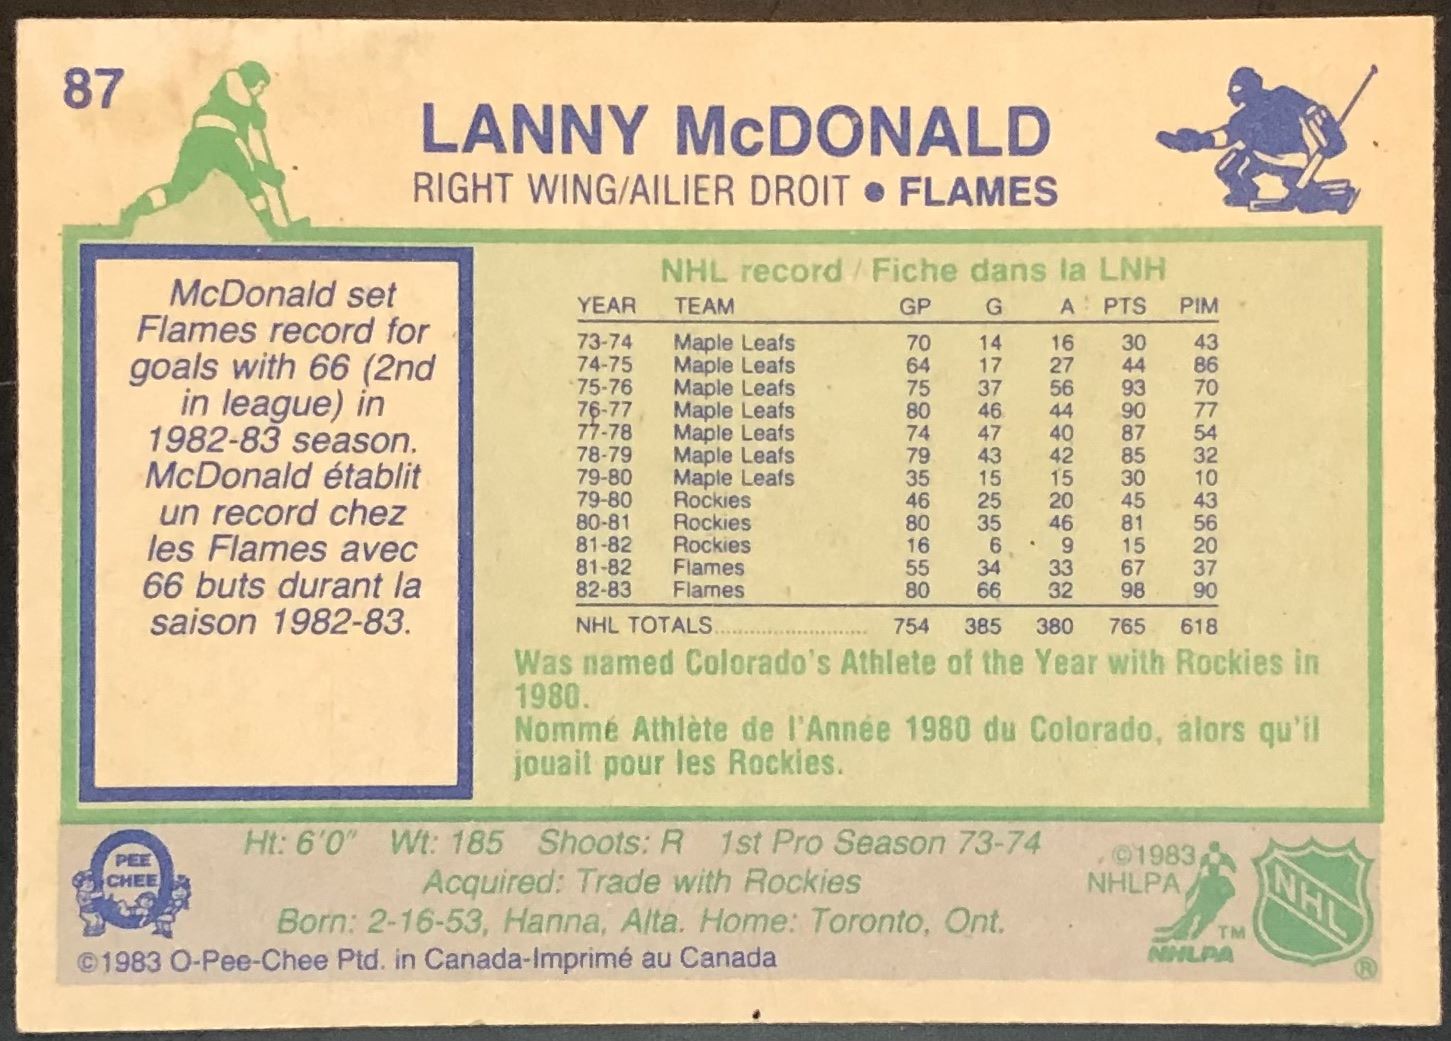 87
LANNY McDONALD
RIGHT WING/AILIER DROIT • FLAMES
McDonald set
Flames record for
goals with 66 (2nd
in league) in
1982-83 season.
McDonald établit
un record chez
les Flames avec
66 buts durant la
saison 1982-83.
NHL record / Fiche dans la LNH
YEAR TEAM GP G A PTS PIM
73-74 Maple Leafs 70 14 16 30 43
74-75 Maple Leafs 64 17 27 44 86
75-76 Maple Leafs 75 37 56 93 70
76-77 Maple Leafs 80 46 44 90 77
77-78 Maple Leafs 74 47 40 87 54
78-79 Maple Leafs 79 43 42 85 32
79-80 Maple Leafs 35 15 15 30 10
79-80 Rockies 46 25 20 45 43
80-81 Rockies 80 35 46 81 56
81-82 Rockies 16 6 9 15 20
81-82 Flames 55 34 33 67 37
82-83 Flames 80 66 32 98 90
NHL TOTALS............................ 754 385 380 765 618
Was named Colorado's Athlete of the Year with Rockies in
1980.
Nommé Athlète de l'Année 1980 du Colorado, alors qu'il
jouait pour les Rockies.
PEE
CHEE
Ht: 6'0" Wt: 185 Shoots: R 1st Pro Season 73-74
Acquired: Trade with Rockies
Born: 2-16-53, Hanna, Alta. Home: Toronto, Ont.
©1983 O-Pee-Chee Ptd. in Canada-Imprimé au Canada
©1983
NHLPA
TM
NHLPA
NHL
®